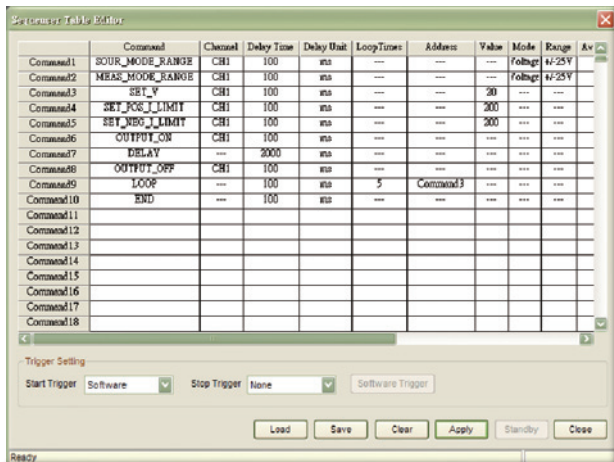 Sequencer Table Editor
Command Channel Delay Time Delay Unit LoopTimes Address Value Mode Range Av
Command1 SOUR_MODE_RANGE CH1 100 ms --- --- --- Voltage +/-25V
Command2 MEAS_MODE_RANGE CH1 100 ms --- --- --- Voltage +/-25V
Command3 SET_V CH1 100 ms --- --- 20 --- ---
Command4 SET_POS_I_LIMIT CH1 100 ms --- --- 200 --- ---
Command5 SET_NEG_I_LIMIT CH1 100 ms --- --- 200 --- ---
Command6 OUTPUT_ON CH1 100 ms --- --- --- --- ---
Command7 DELAY --- 2000 ms --- --- --- --- ---
Command8 OUTPUT_OFF CH1 100 ms --- --- --- --- ---
Command9 LOOP --- 100 ms 5 Command3 --- --- ---
Command10 END --- 100 ms --- --- --- --- ---
Command11
Command12
Command13
Command14
Command15
Command16
Command17
Command18
Trigger Setting
Start Trigger Software Stop Trigger None Software Trigger
Load Save Clear Apply Standby Close
Ready